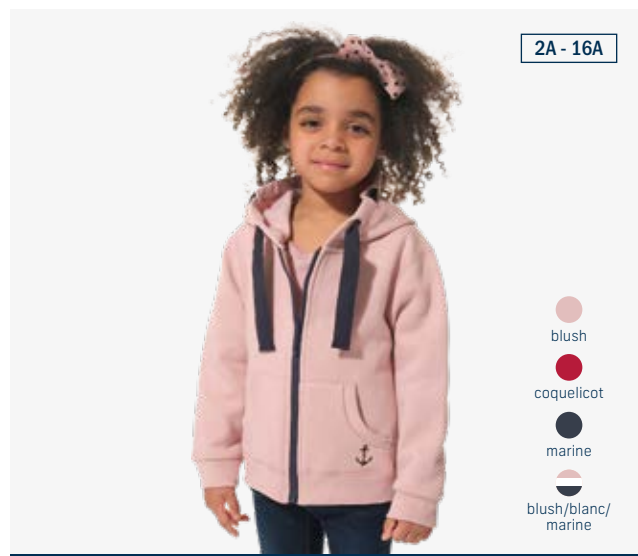 2A - 16A
blush
coquelicot
marine
blush/blanc/
marine